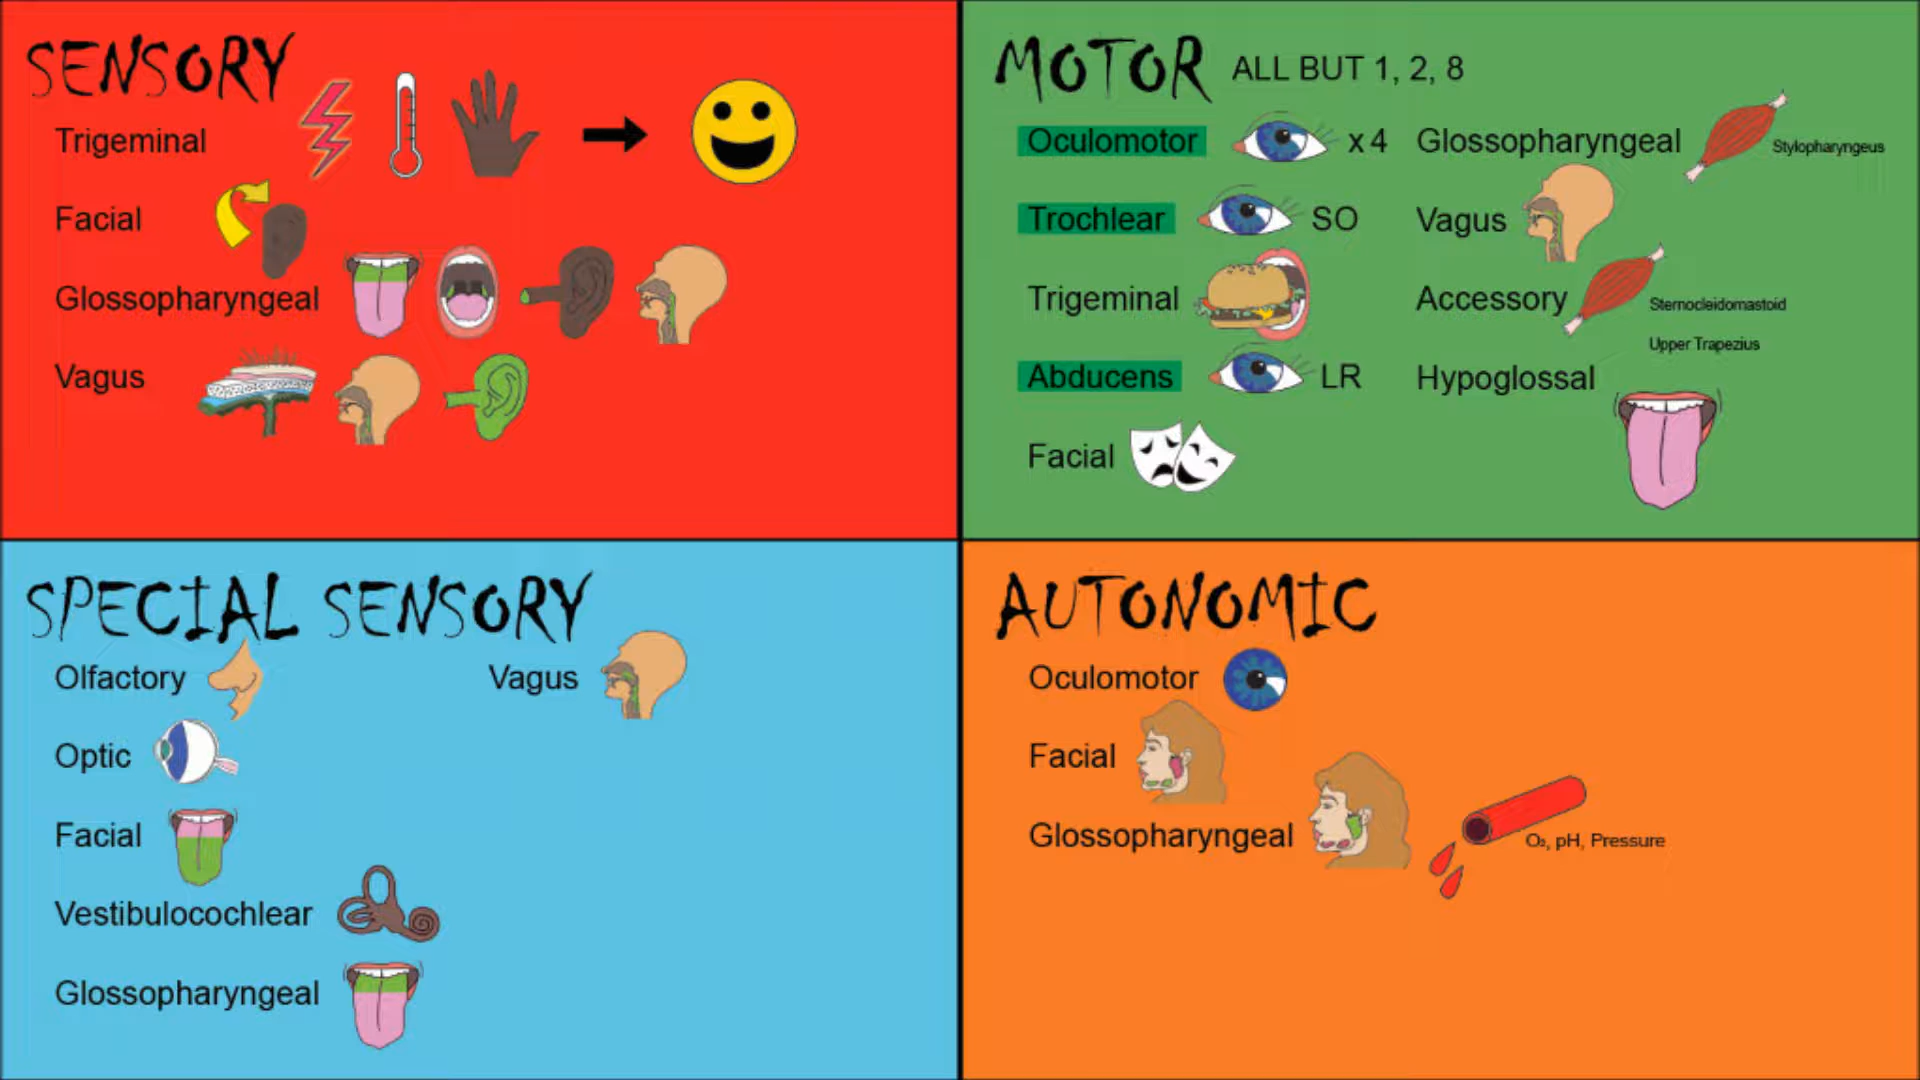 SENSORY
Trigeminal
Facial
Glossopharyngeal
Vagus
MOTOR ALL BUT 1, 2, 8
Oculomotor x 4
Trochlear SO
Trigeminal
Abducens LR
Facial
Glossopharyngeal Stylopharyngeus
Vagus
Accessory Sternocleidomastoid
Upper Trapezius
Hypoglossal
SPECIAL SENSORY
Olfactory
Optic
Facial
Vestibulocochlear
Glossopharyngeal
Vagus
AUTONOMIC
Oculomotor
Facial
Glossopharyngeal O₂, pH, Pressure